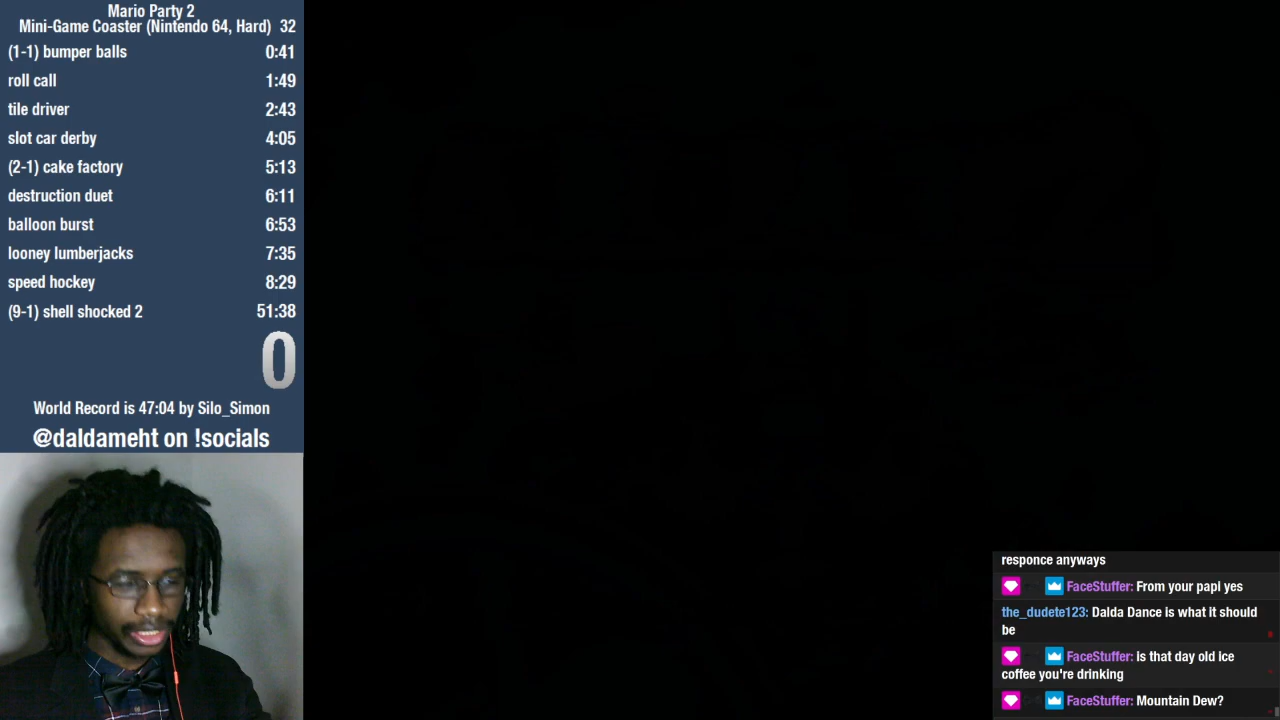 Mario Party 2
Mini-Game Coaster (Nintendo 64, Hard) 32
(1-1) bumper balls 0:41
roll call 1:49
tile driver 2:43
slot car derby 4:05
(2-1) cake factory 5:13
destruction duet 6:11
balloon burst 6:53
looney lumberjacks 7:35
speed hockey 8:29
(9-1) shell shocked 2 51:38
0
World Record is 47:04 by Silo_Simon
@daldameht on !socials
responce anyways
FaceStuffer: From your papi yes
the_dudete123: Dalda Dance is what it should
be
FaceStuffer: is that day old ice
coffee you're drinking
FaceStuffer: Mountain Dew?